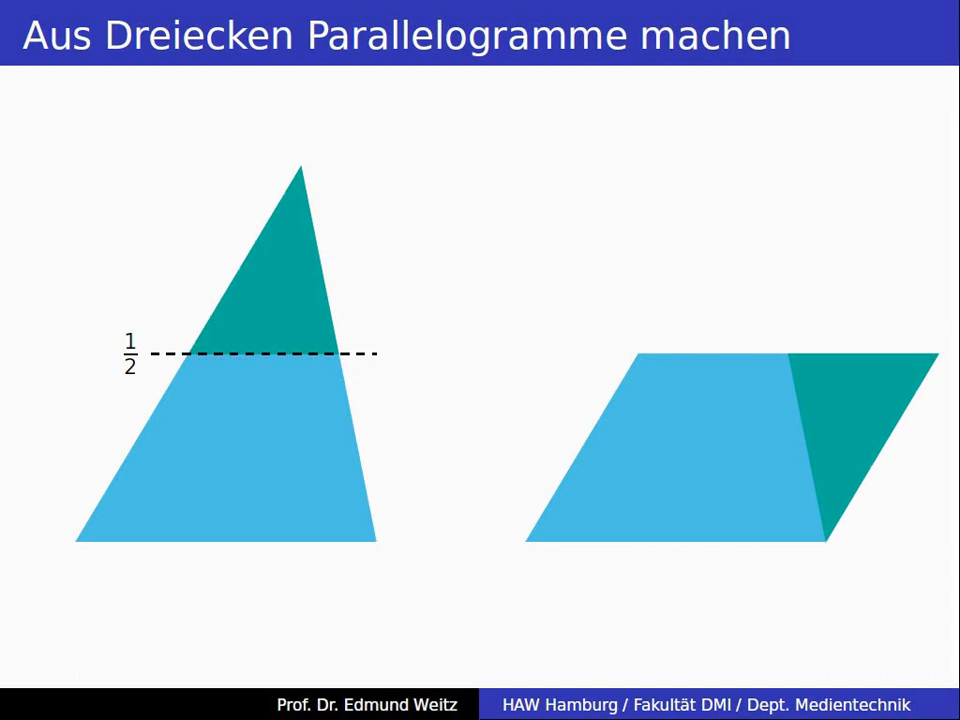 Aus Dreiecken Parallelogramme machen
1
2
Prof. Dr. Edmund Weitz
HAW Hamburg / Fakultät DMI / Dept. Medientechnik